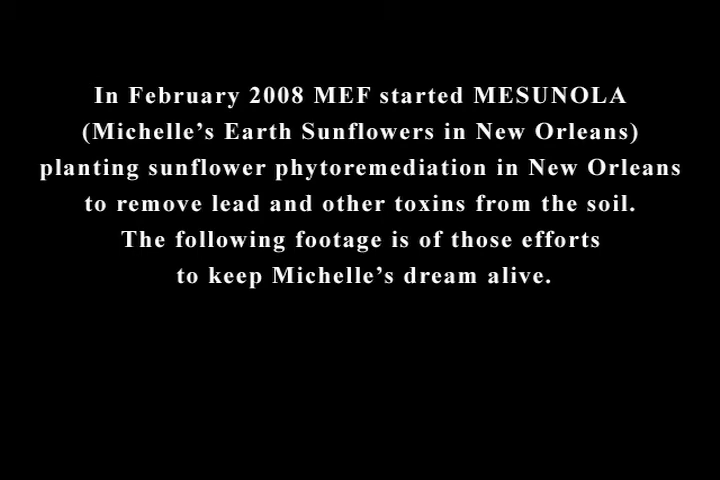 In February 2008 MEF started MESUNOLA
(Michelle’s Earth Sunflowers in New Orleans)
planting sunflower phytoremediation in New Orleans
to remove lead and other toxins from the soil.
The following footage is of those efforts
to keep Michelle’s dream alive.